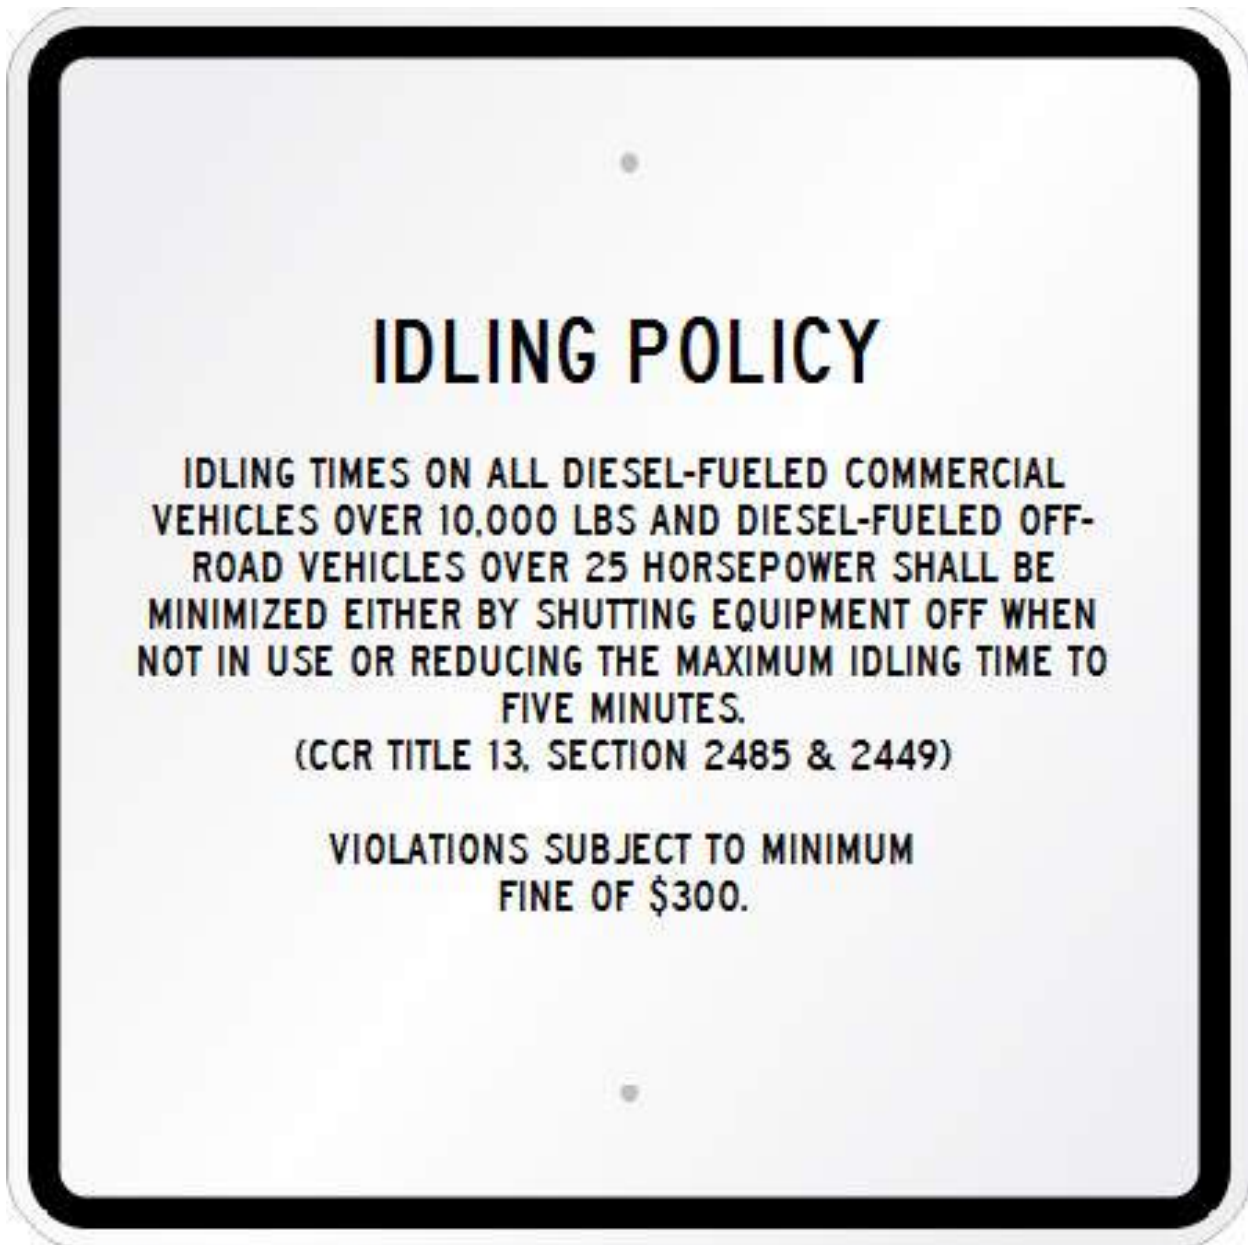 IDLING POLICY
IDLING TIMES ON ALL DIESEL-FUELED COMMERCIAL
VEHICLES OVER 10,000 LBS AND DIESEL-FUELED OFF-
ROAD VEHICLES OVER 25 HORSEPOWER SHALL BE
MINIMIZED EITHER BY SHUTTING EQUIPMENT OFF WHEN
NOT IN USE OR REDUCING THE MAXIMUM IDLING TIME TO
FIVE MINUTES.
(CCR TITLE 13, SECTION 2485 & 2449)
VIOLATIONS SUBJECT TO MINIMUM
FINE OF $300.